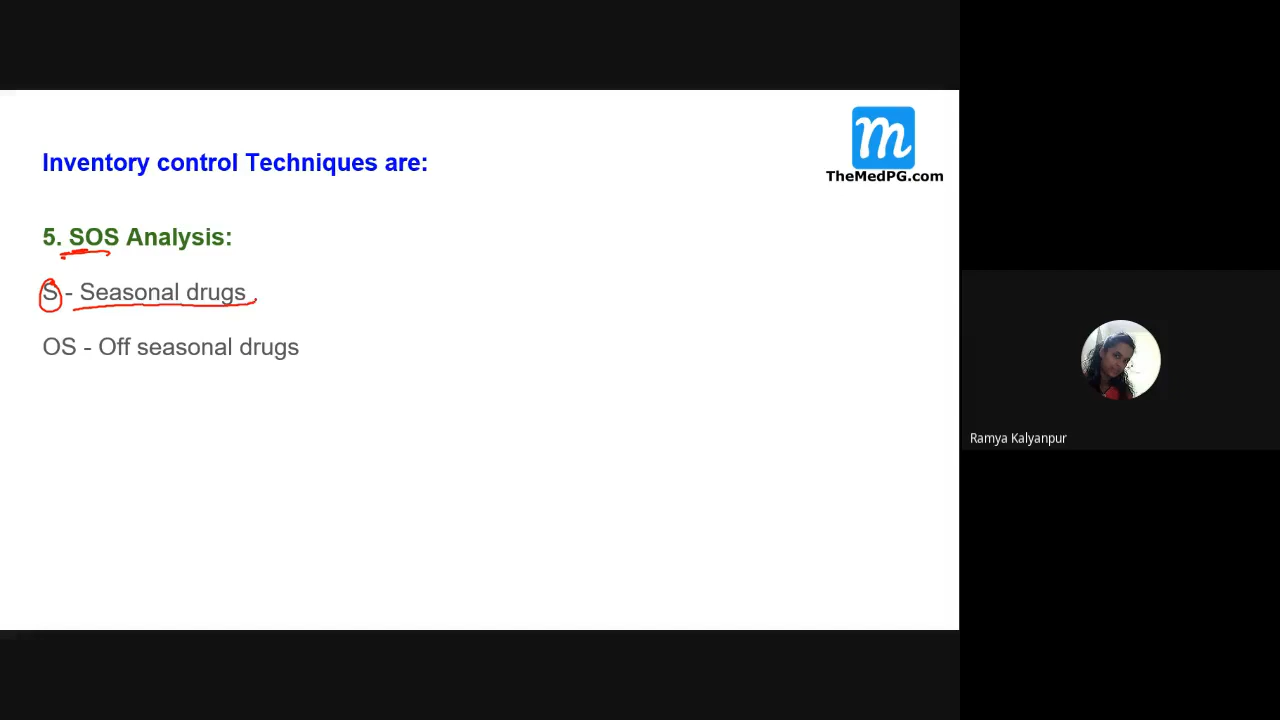 m
TheMedPG.com
Inventory control Techniques are:
5. SOS Analysis:
S - Seasonal drugs
OS - Off seasonal drugs
Ramya Kalyanpur